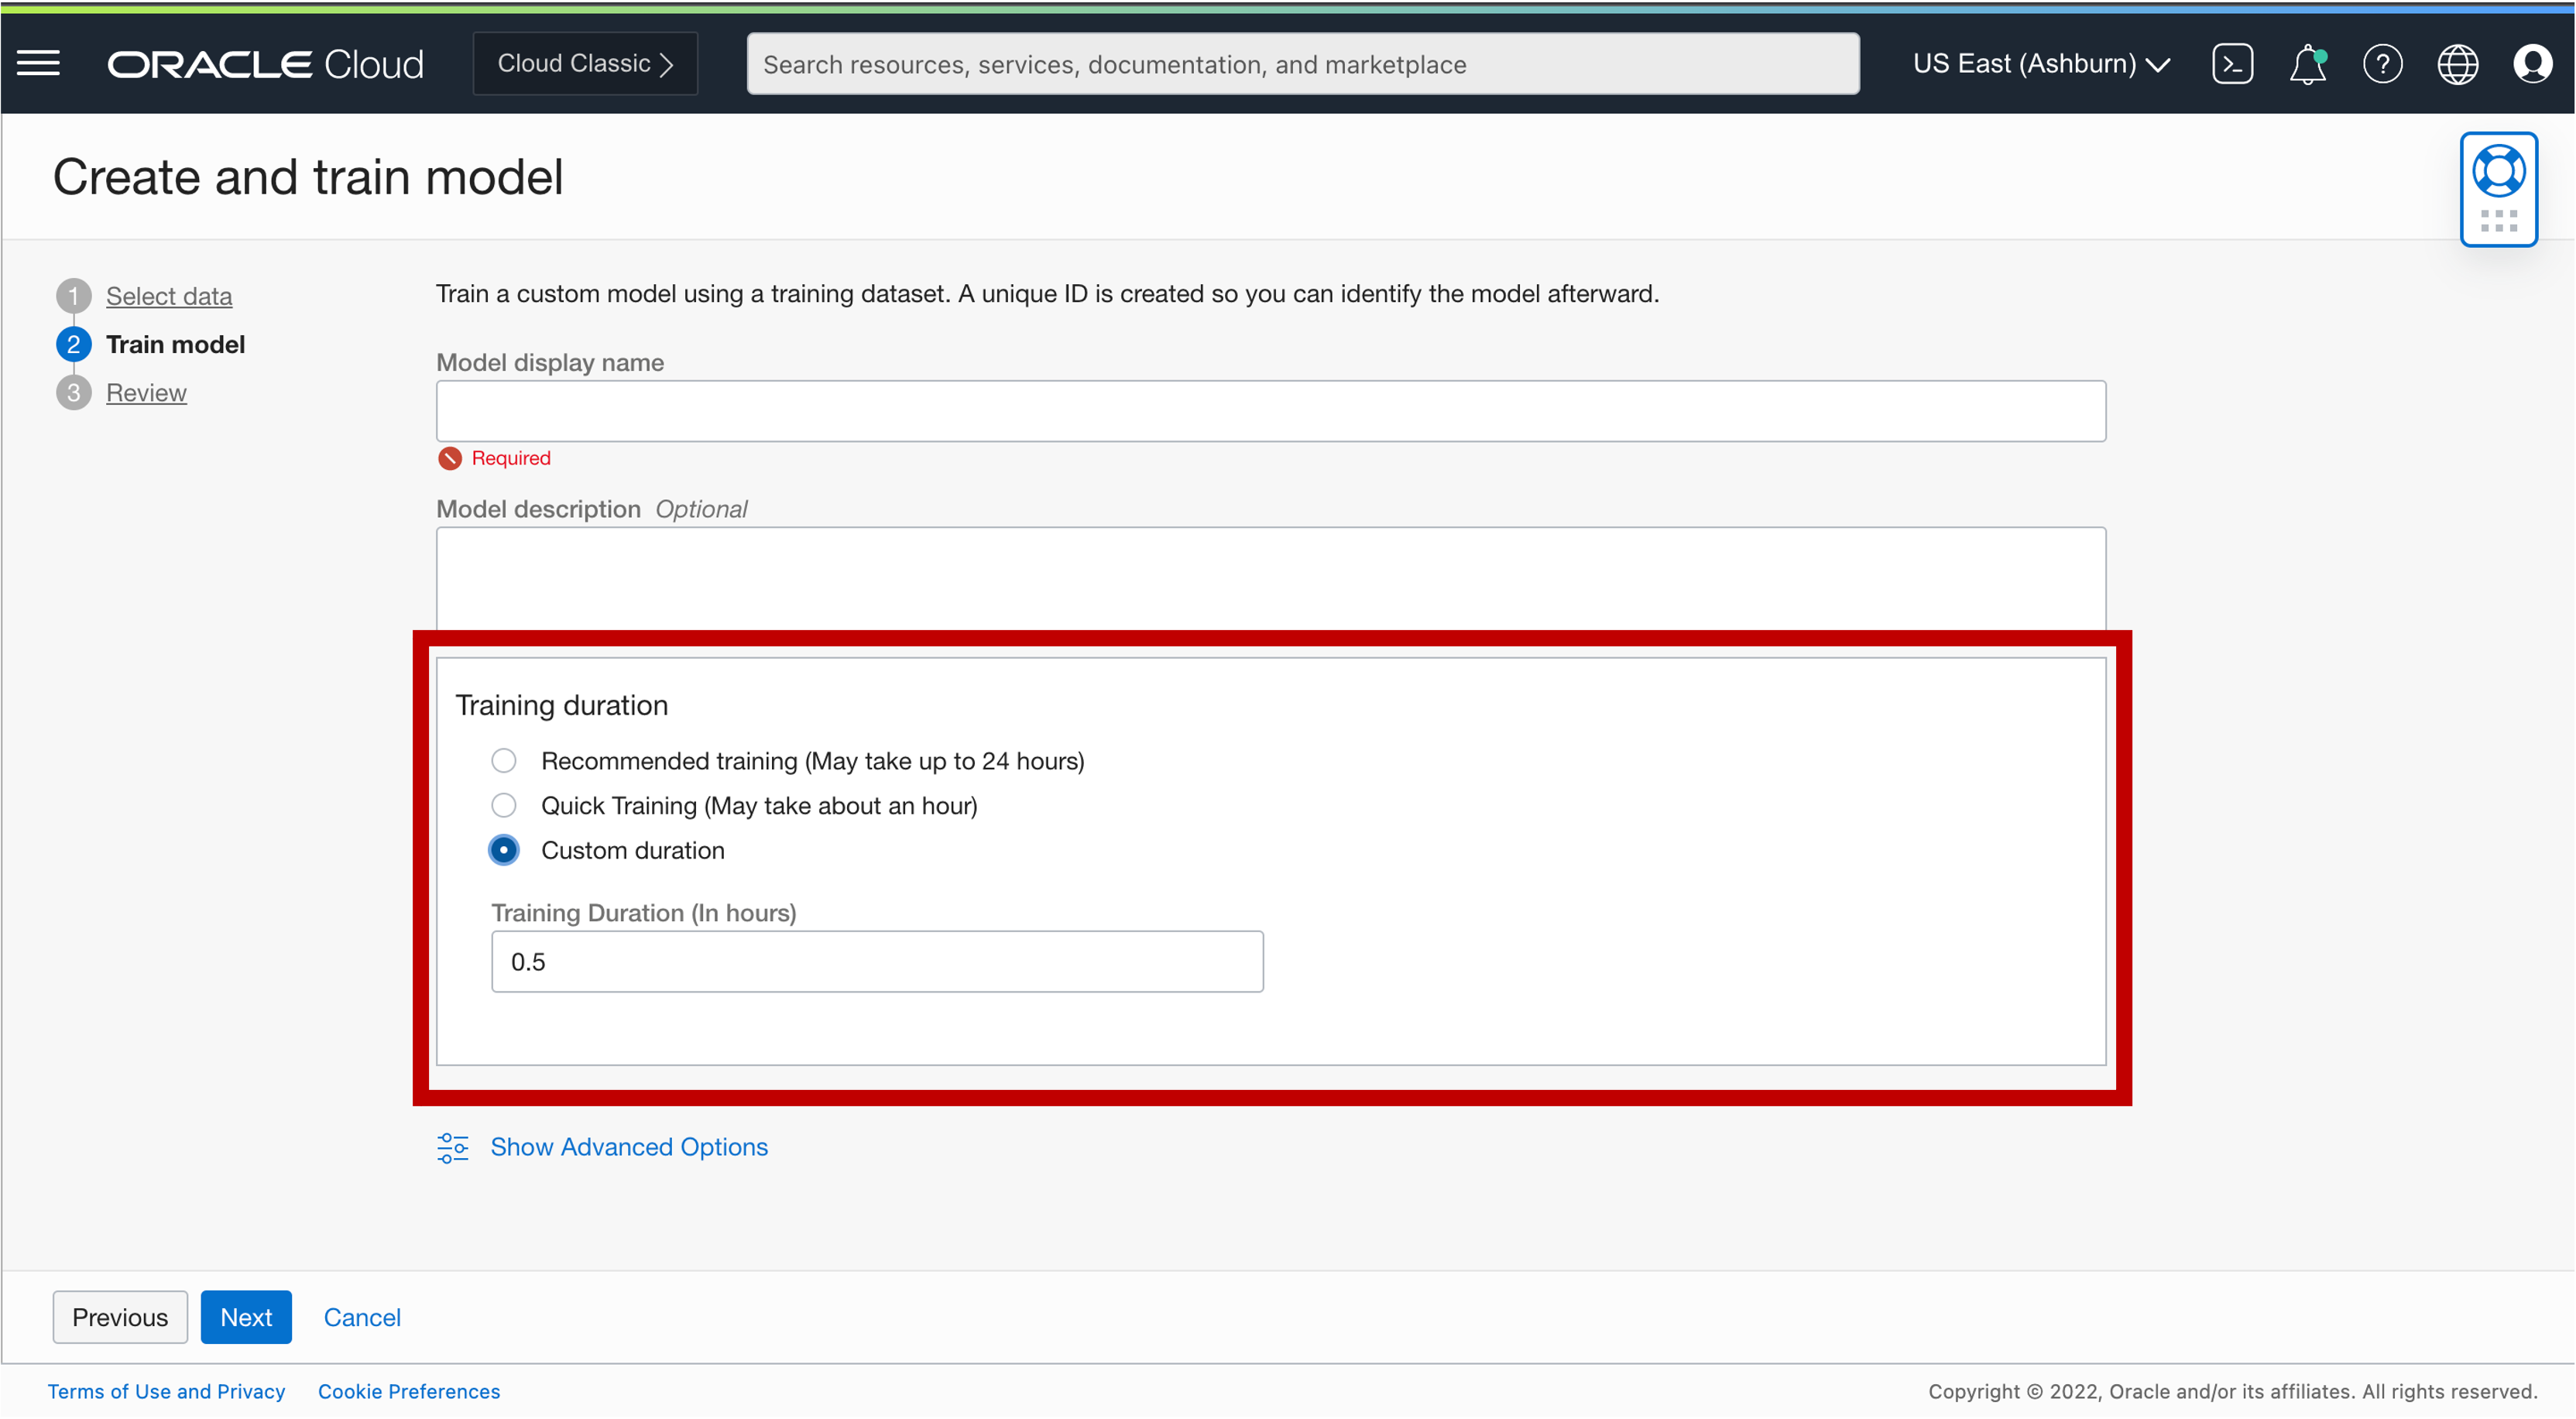 ORACLE Cloud
Cloud Classic
Search resources, services, documentation, and marketplace
US East (Ashburn)
Create and train model
1 Select data
2 Train model
3 Review
Train a custom model using a training dataset. A unique ID is created so you can identify the model afterward.
Model display name
Required
Model description Optional
Training duration
Recommended training (May take up to 24 hours)
Quick Training (May take about an hour)
Custom duration
Training Duration (In hours)
0.5
Show Advanced Options
Previous
Next
Cancel
Terms of Use and Privacy
Cookie Preferences
Copyright © 2022, Oracle and/or its affiliates. All rights reserved.